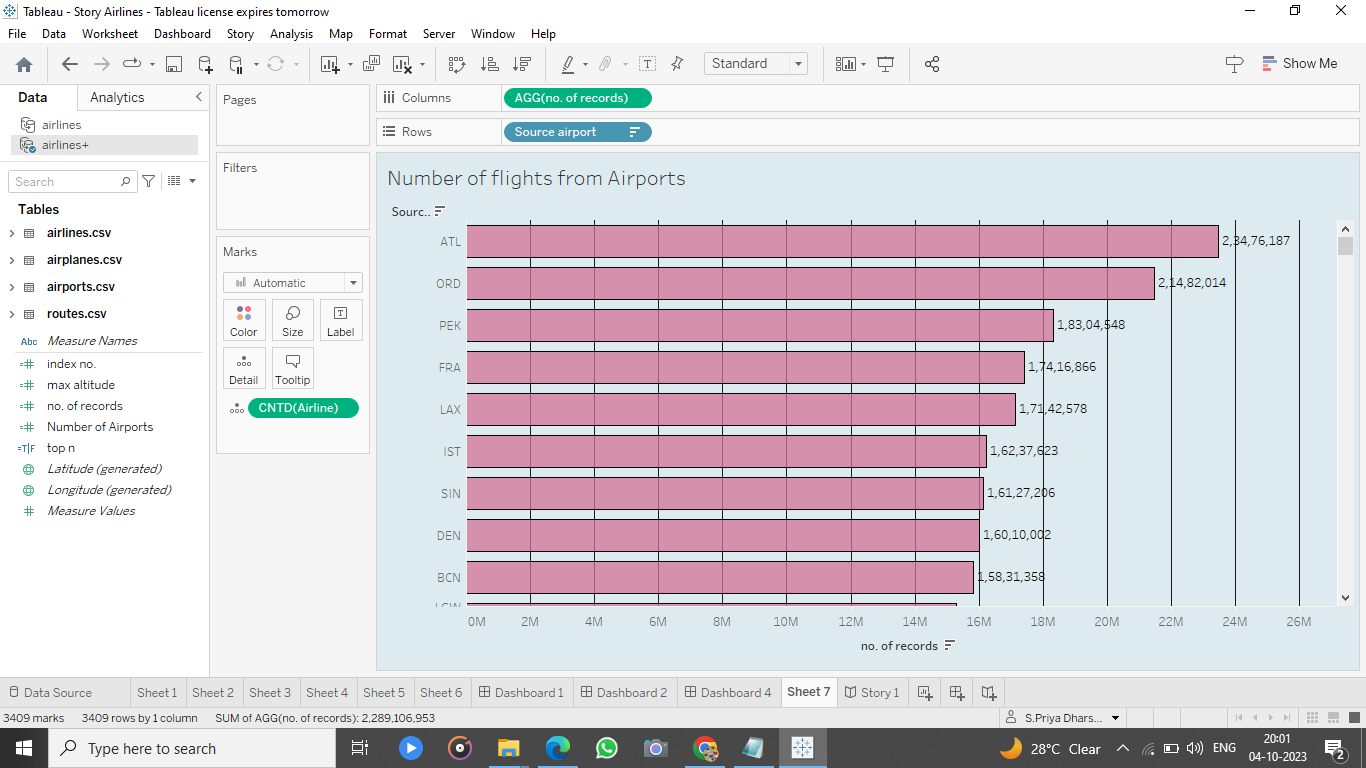 Tableau - Story Airlines - Tableau license expires tomorrow
File Data Worksheet Dashboard Story Analysis Map Format Server Window Help
Standard
Show Me
Data Analytics
Pages
Columns AGG(no. of records)
airlines
Rows Source airport
airlines+
Filters
Search
Number of flights from Airports
Tables
Sourc..
airlines.csv
airplanes.csv
airports.csv
routes.csv
Abc Measure Names
index no.
max altitude
no. of records
Number of Airports
=T|F top n
Latitude (generated)
Longitude (generated)
Measure Values
Marks
Automatic
Color Size Label
Detail Tooltip
CNTD(Airline)
ATL 2,34,76,187
ORD 2,14,82,014
PEK 1,83,04,548
FRA 1,74,16,866
LAX 1,71,42,578
IST 1,62,37,623
SIN 1,61,27,206
DEN 1,60,10,002
BCN 1,58,31,358
LGW
0M 2M 4M 6M 8M 10M 12M 14M 16M 18M 20M 22M 24M 26M
no. of records
Data Source Sheet 1 Sheet 2 Sheet 3 Sheet 4 Sheet 5 Sheet 6 Dashboard 1 Dashboard 2 Dashboard 4 Sheet 7 Story 1
3409 marks 3409 rows by 1 column SUM of AGG(no. of records): 2,289,106,953 S.Priya Dhars...
Type here to search
28°C Clear ENG 20:01
04-10-2023 2